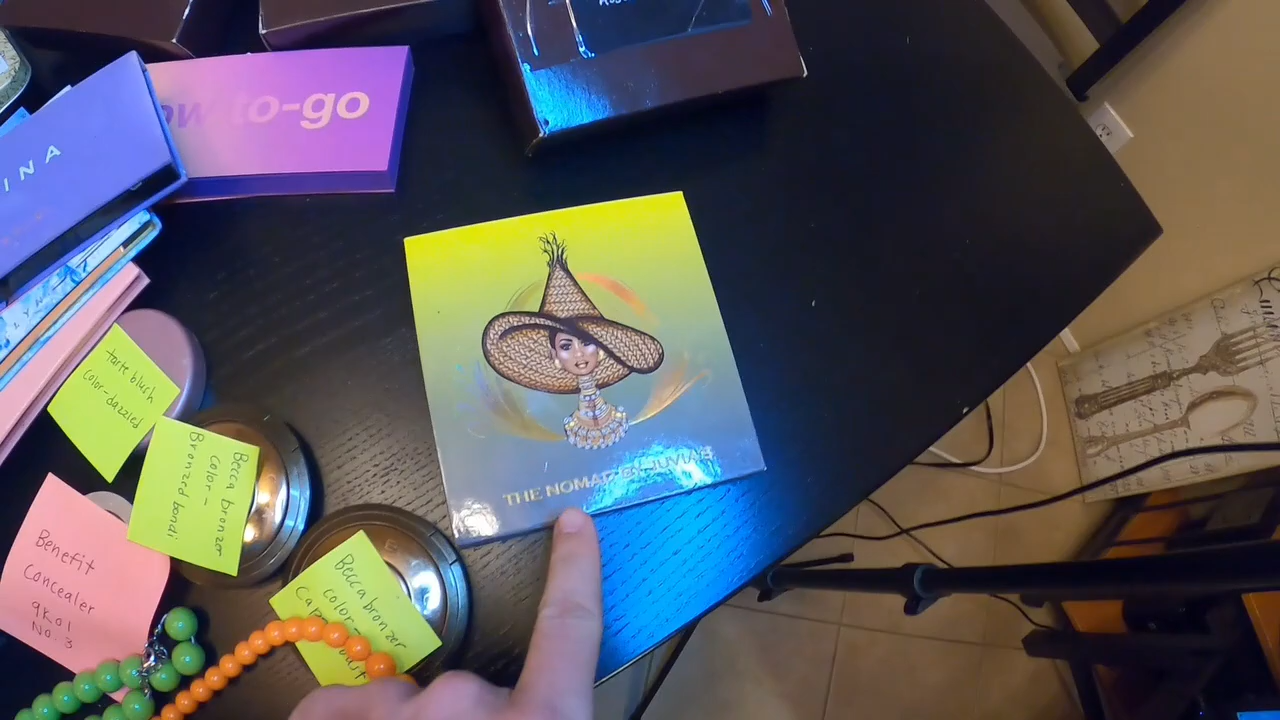 to-go
INA
THE NOMAD BY JUVIA'S
tarte blush
color-dazzled
Becca bronzer
color-
Bronzed bondi
Benefit
Concealer
No. 3
Becca bronzer
color-